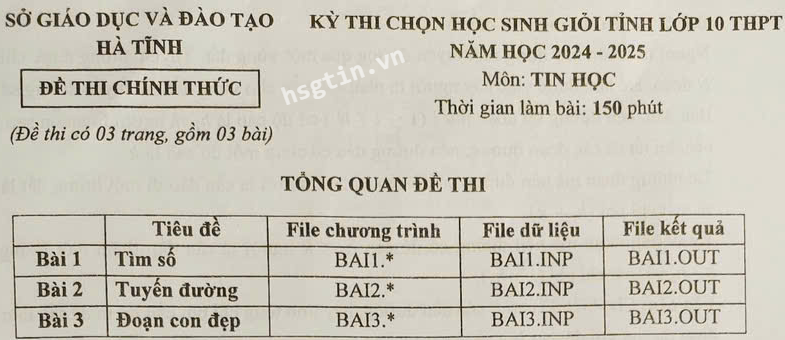 SỞ GIÁO DỤC VÀ ĐÀO TẠO
HÀ TĨNH
ĐỀ THI CHÍNH THỨC
(Đề thi có 03 trang, gồm 03 bài)
KỲ THI CHỌN HỌC SINH GIỎI TỈNH LỚP 10 THPT
NĂM HỌC 2024 - 2025
Môn: TIN HỌC
Thời gian làm bài: 150 phút
hsgtin.vn
TỔNG QUAN ĐỀ THI
Tiêu đề File chương trình File dữ liệu File kết quả
Bài 1 Tìm số BAI1.* BAI1.INP BAI1.OUT
Bài 2 Tuyến đường BAI2.* BAI2.INP BAI2.OUT
Bài 3 Đoạn con đẹp BAI3.* BAI3.INP BAI3.OUT